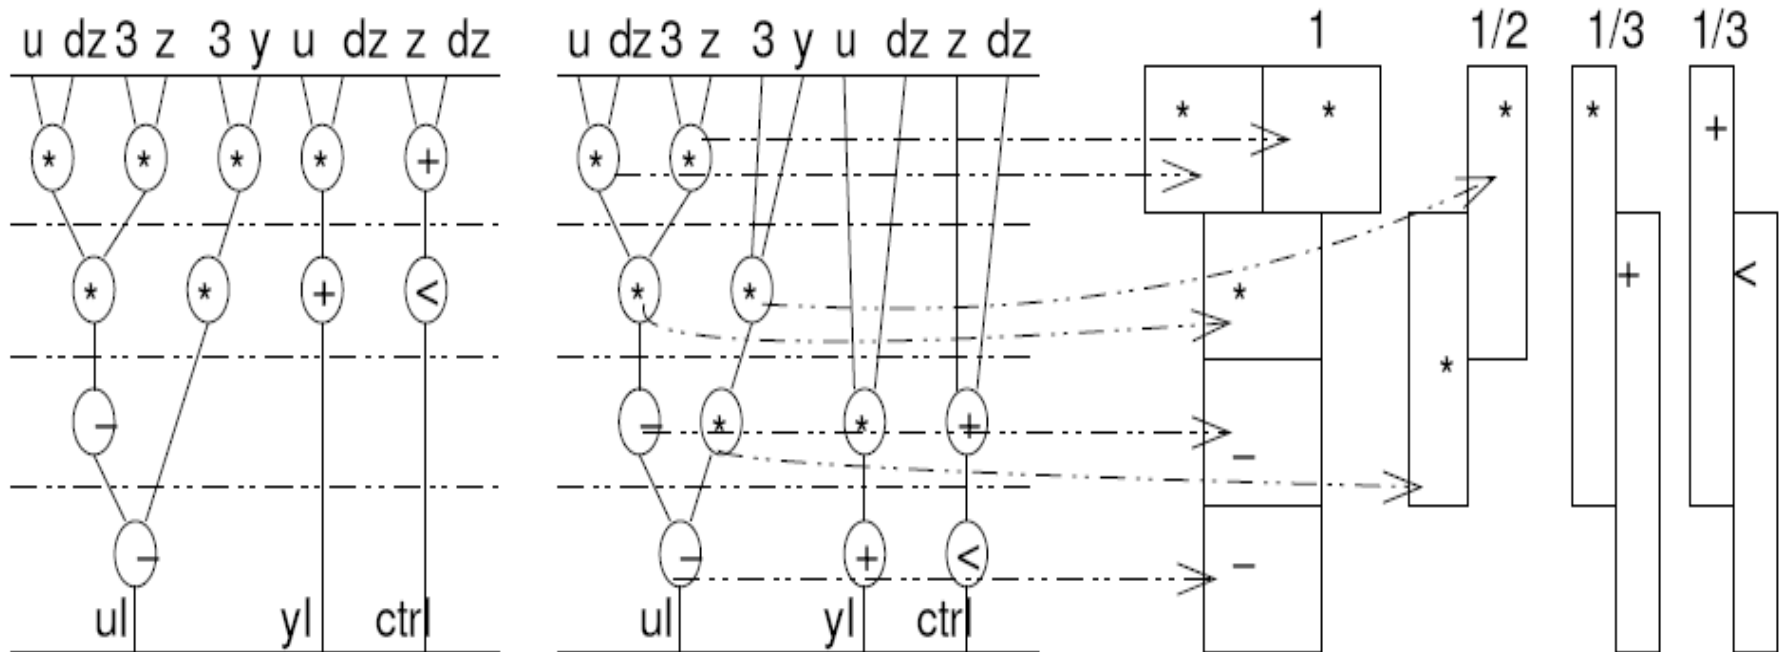 u dz 3 z 3 y u dz z dz
u dz 3 z 3 y u dz z dz
1 1/2 1/3 1/3
* * * * +
* * * * * + 
* * + <
* * * + <
- - * * + * -
- - + < -
ul yl ctrl
ul yl ctrl